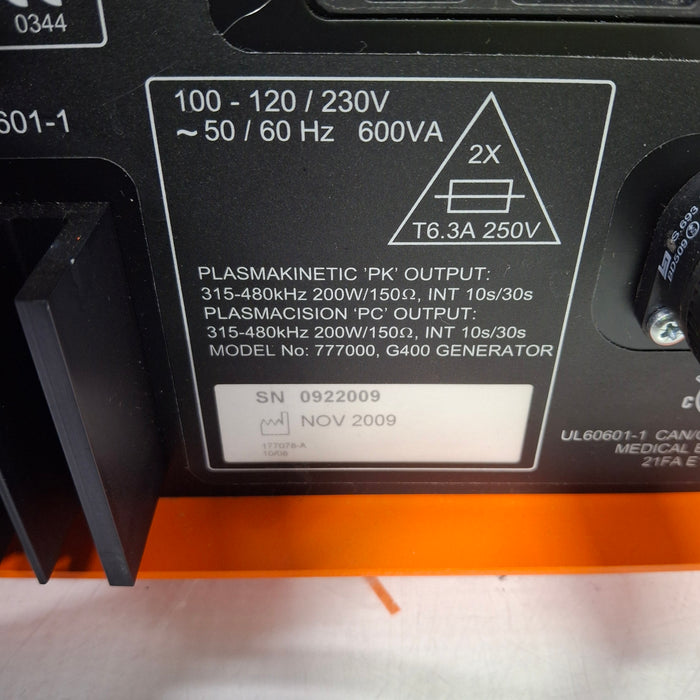 0344
601-1
100 - 120 / 230V
~ 50 / 60 Hz 600VA
2X
T6.3A 250V
PLASMAKINETIC 'PK' OUTPUT:
315-480kHz 200W/150Ω, INT 10s/30s
PLASMACISION 'PC' OUTPUT:
315-480kHz 200W/150Ω, INT 10s/30s
MODEL No: 777000, G400 GENERATOR
SN 0922009
NOV 2009
177078-A
10/06
UL60601-1 CAN/
MEDICAL
21FA E